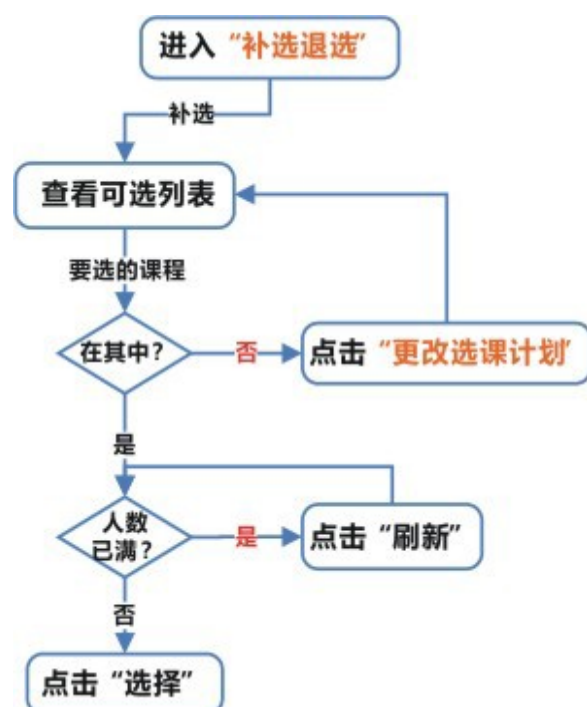 进入“补选退选”
补选
查看可选列表
要选的课程
在其中？
否
点击“更改选课计划”
是
人数
已满？
是
点击“刷新”
否
点击“选择”